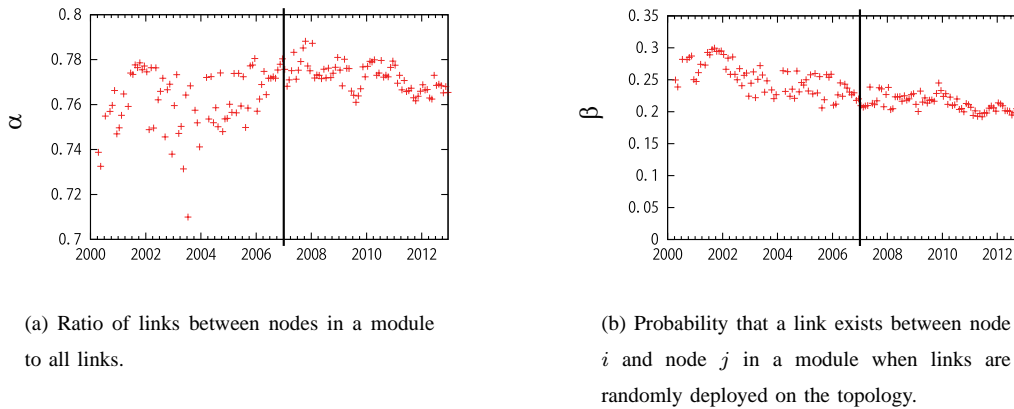 0.8
0.78
0.76
0.74
0.72
0.7
α
2000 2002 2004 2006 2008 2010 2012
(a) Ratio of links between nodes in a module
to all links.
0.35
0.3
0.25
0.2
0.15
0.1
0.05
0
β
2000 2002 2004 2006 2008 2010 2012
(b) Probability that a link exists between node
i and node j in a module when links are
randomly deployed on the topology.